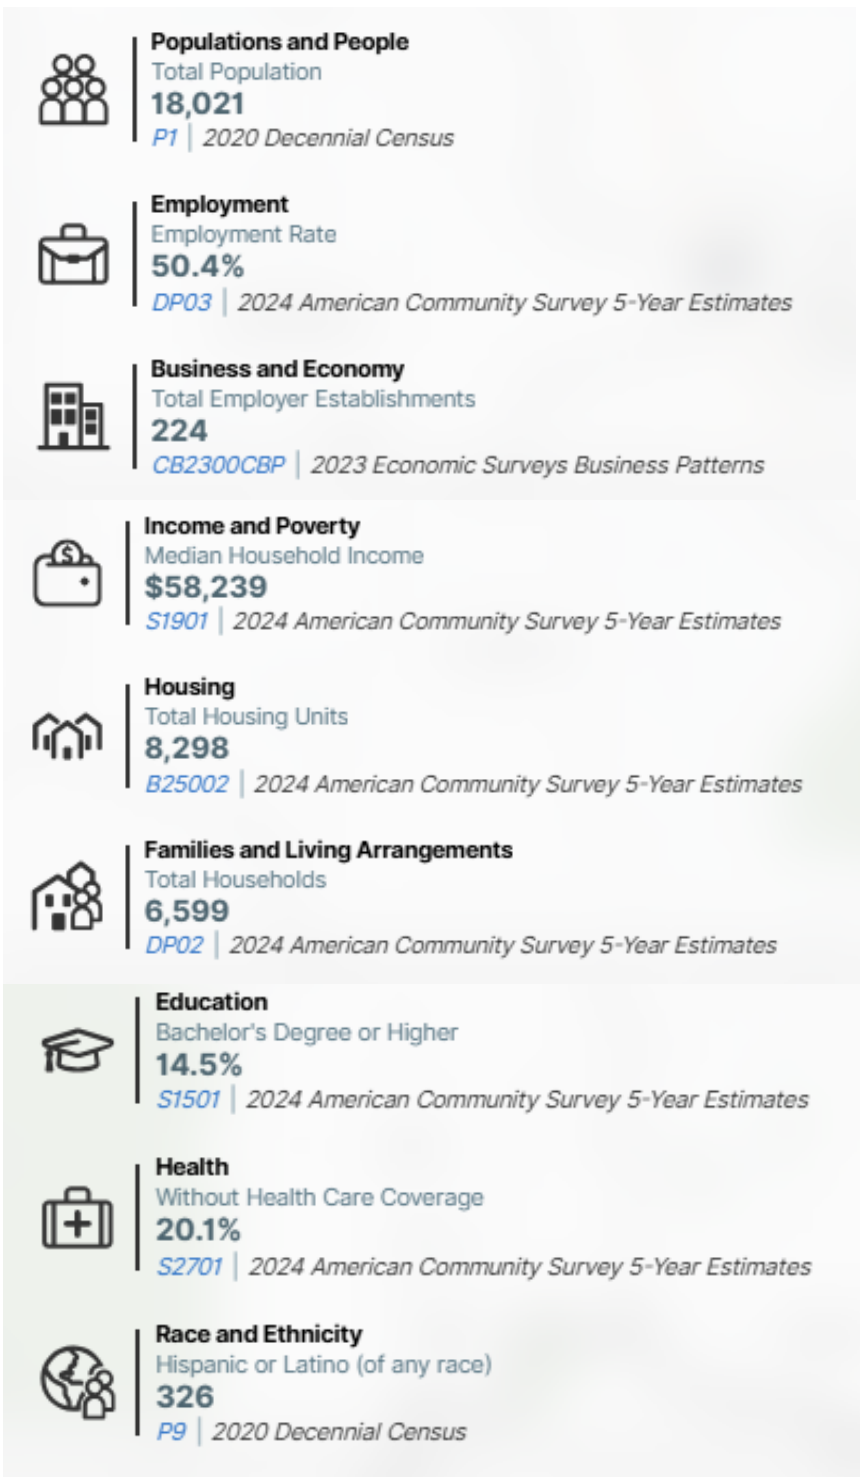 Populations and People
Total Population
18,021
P1 | 2020 Decennial Census
Employment
Employment Rate
50.4%
DP03 | 2024 American Community Survey 5-Year Estimates
Business and Economy
Total Employer Establishments
224
CB2300CBP | 2023 Economic Surveys Business Patterns
Income and Poverty
Median Household Income
$58,239
S1901 | 2024 American Community Survey 5-Year Estimates
Housing
Total Housing Units
8,298
B25002 | 2024 American Community Survey 5-Year Estimates
Families and Living Arrangements
Total Households
6,599
DP02 | 2024 American Community Survey 5-Year Estimates
Education
Bachelor's Degree or Higher
14.5%
S1501 | 2024 American Community Survey 5-Year Estimates
Health
Without Health Care Coverage
20.1%
S2701 | 2024 American Community Survey 5-Year Estimates
Race and Ethnicity
Hispanic or Latino (of any race)
326
P9 | 2020 Decennial Census